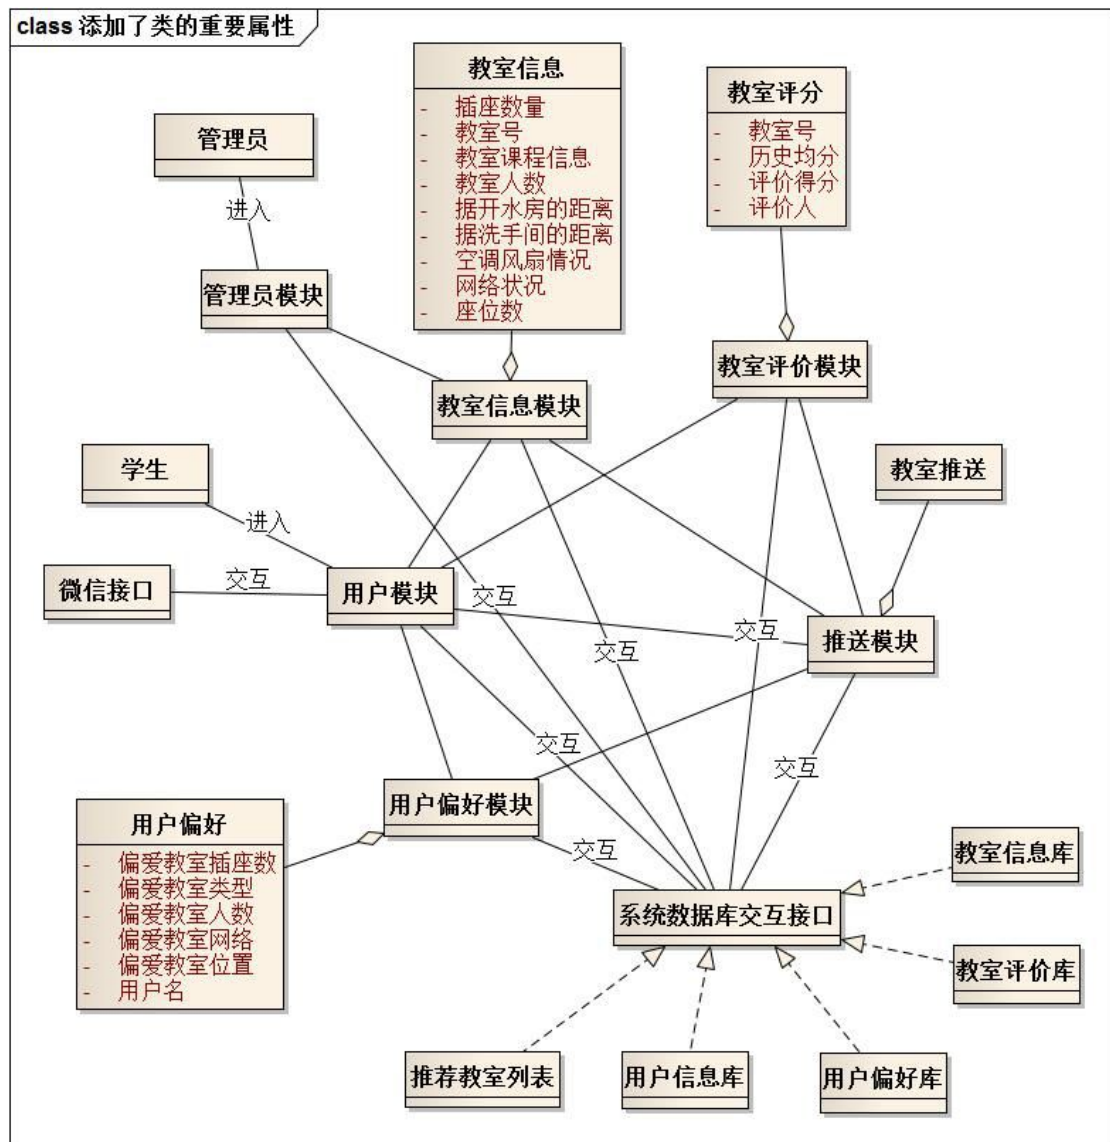 class 添加了类的重要属性
教室信息
- 插座数量
- 教室号
- 教室课程信息
- 教室人数
- 据开水房的距离
- 据洗手间的距离
- 空调风扇情况
- 网络状况
- 座位数
教室评分
- 教室号
- 历史均分
- 评价得分
- 评价人
管理员
进入
管理员模块
教室信息模块
教室评价模块
学生
进入
教室推送
微信接口
交互
用户模块
交互
交互
交互
推送模块
交互
交互
用户偏好模块
交互
用户偏好
- 偏爱教室插座数
- 偏爱教室类型
- 偏爱教室人数
- 偏爱教室网络
- 偏爱教室位置
- 用户名
系统数据库交互接口
教室信息库
教室评价库
推荐教室列表
用户信息库
用户偏好库